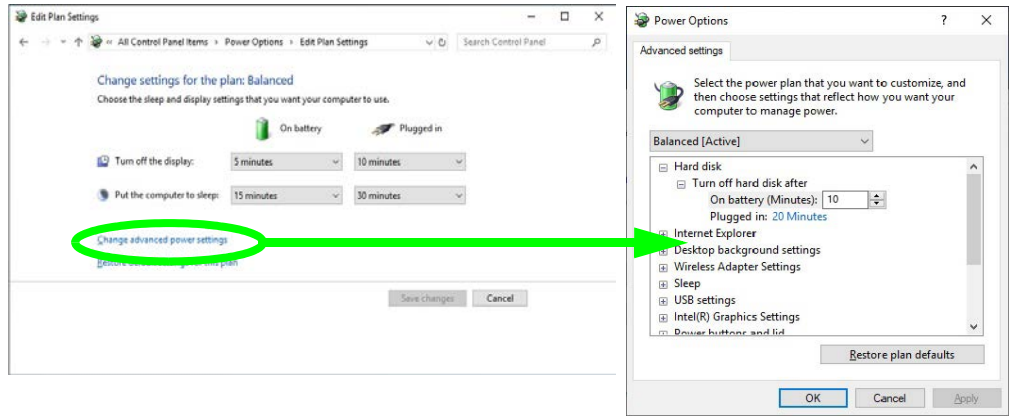 Edit Plan Settings
« All Control Panel Items › Power Options › Edit Plan Settings
Search Control Panel
Change settings for the plan: Balanced
Choose the sleep and display settings that you want your computer to use.
On battery Plugged in
Turn off the display: 5 minutes 10 minutes
Put the computer to sleep: 15 minutes 30 minutes
Change advanced power settings
plan
Save changes Cancel
Power Options
Advanced settings
Select the power plan that you want to customize, and
then choose settings that reflect how you want your
computer to manage power.
Balanced [Active]
Hard disk
Turn off hard disk after
On battery (Minutes): 10
Plugged in: 20 Minutes
Internet Explorer
Desktop background settings
Wireless Adapter Settings
Sleep
USB settings
Intel(R) Graphics Settings
Power buttons and lid
Restore plan defaults
OK Cancel Apply